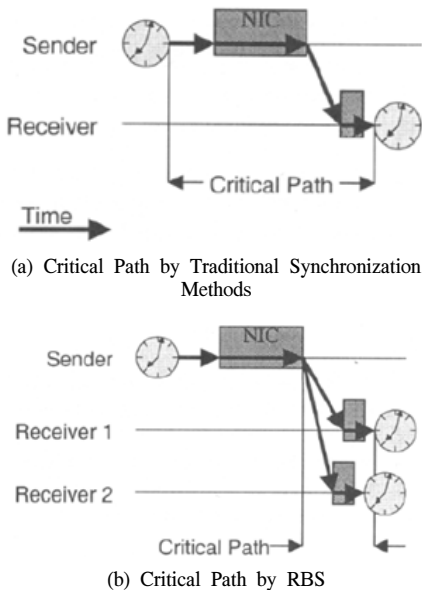 NIC
Sender
Receiver
Critical Path
Time
(a) Critical Path by Traditional Synchronization
Methods
NIC
Sender
Receiver 1
Receiver 2
Critical Path
(b) Critical Path by RBS